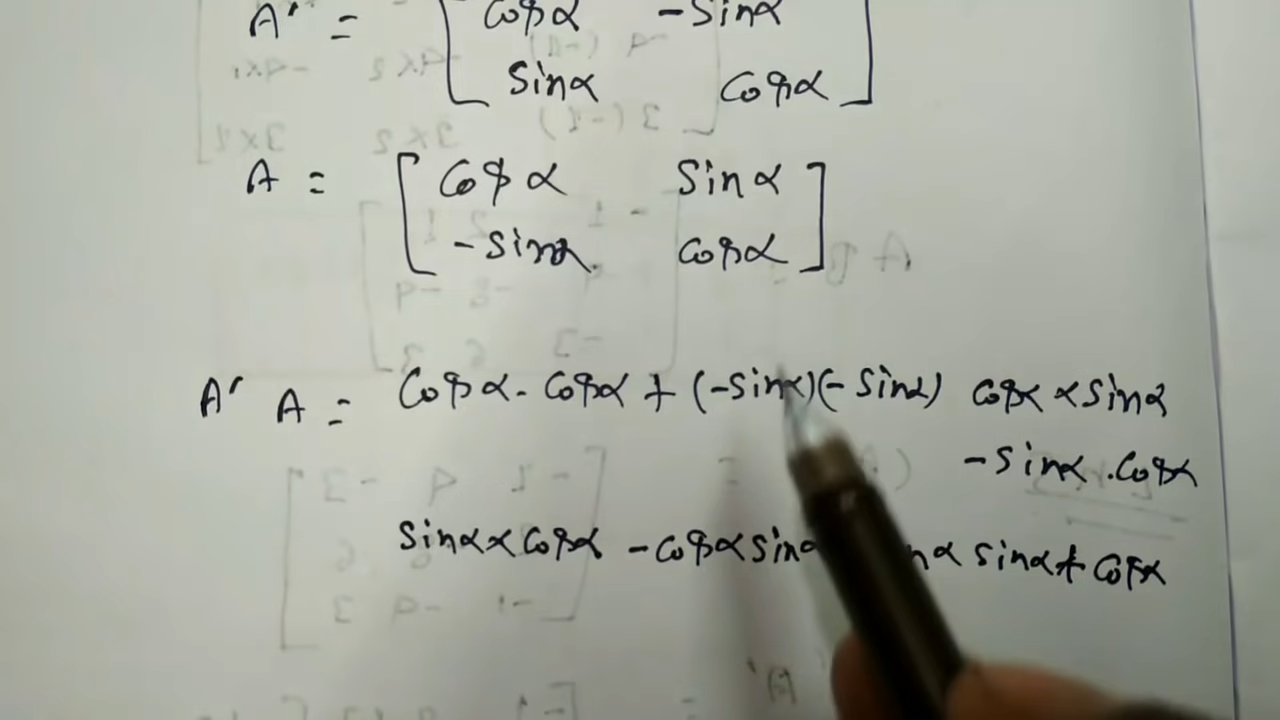 A' = [ Cosα -Sinα
Sinα Cosα ]
A = [ Cosα Sinα
-Sinα Cosα ]
A' A = Cosα . Cosα + (-Sinα)(-Sinα) Cosα × Sinα
-Sinα . Cosα
Sinα × Cosα - Cosα Sinα Sinα + Cosα